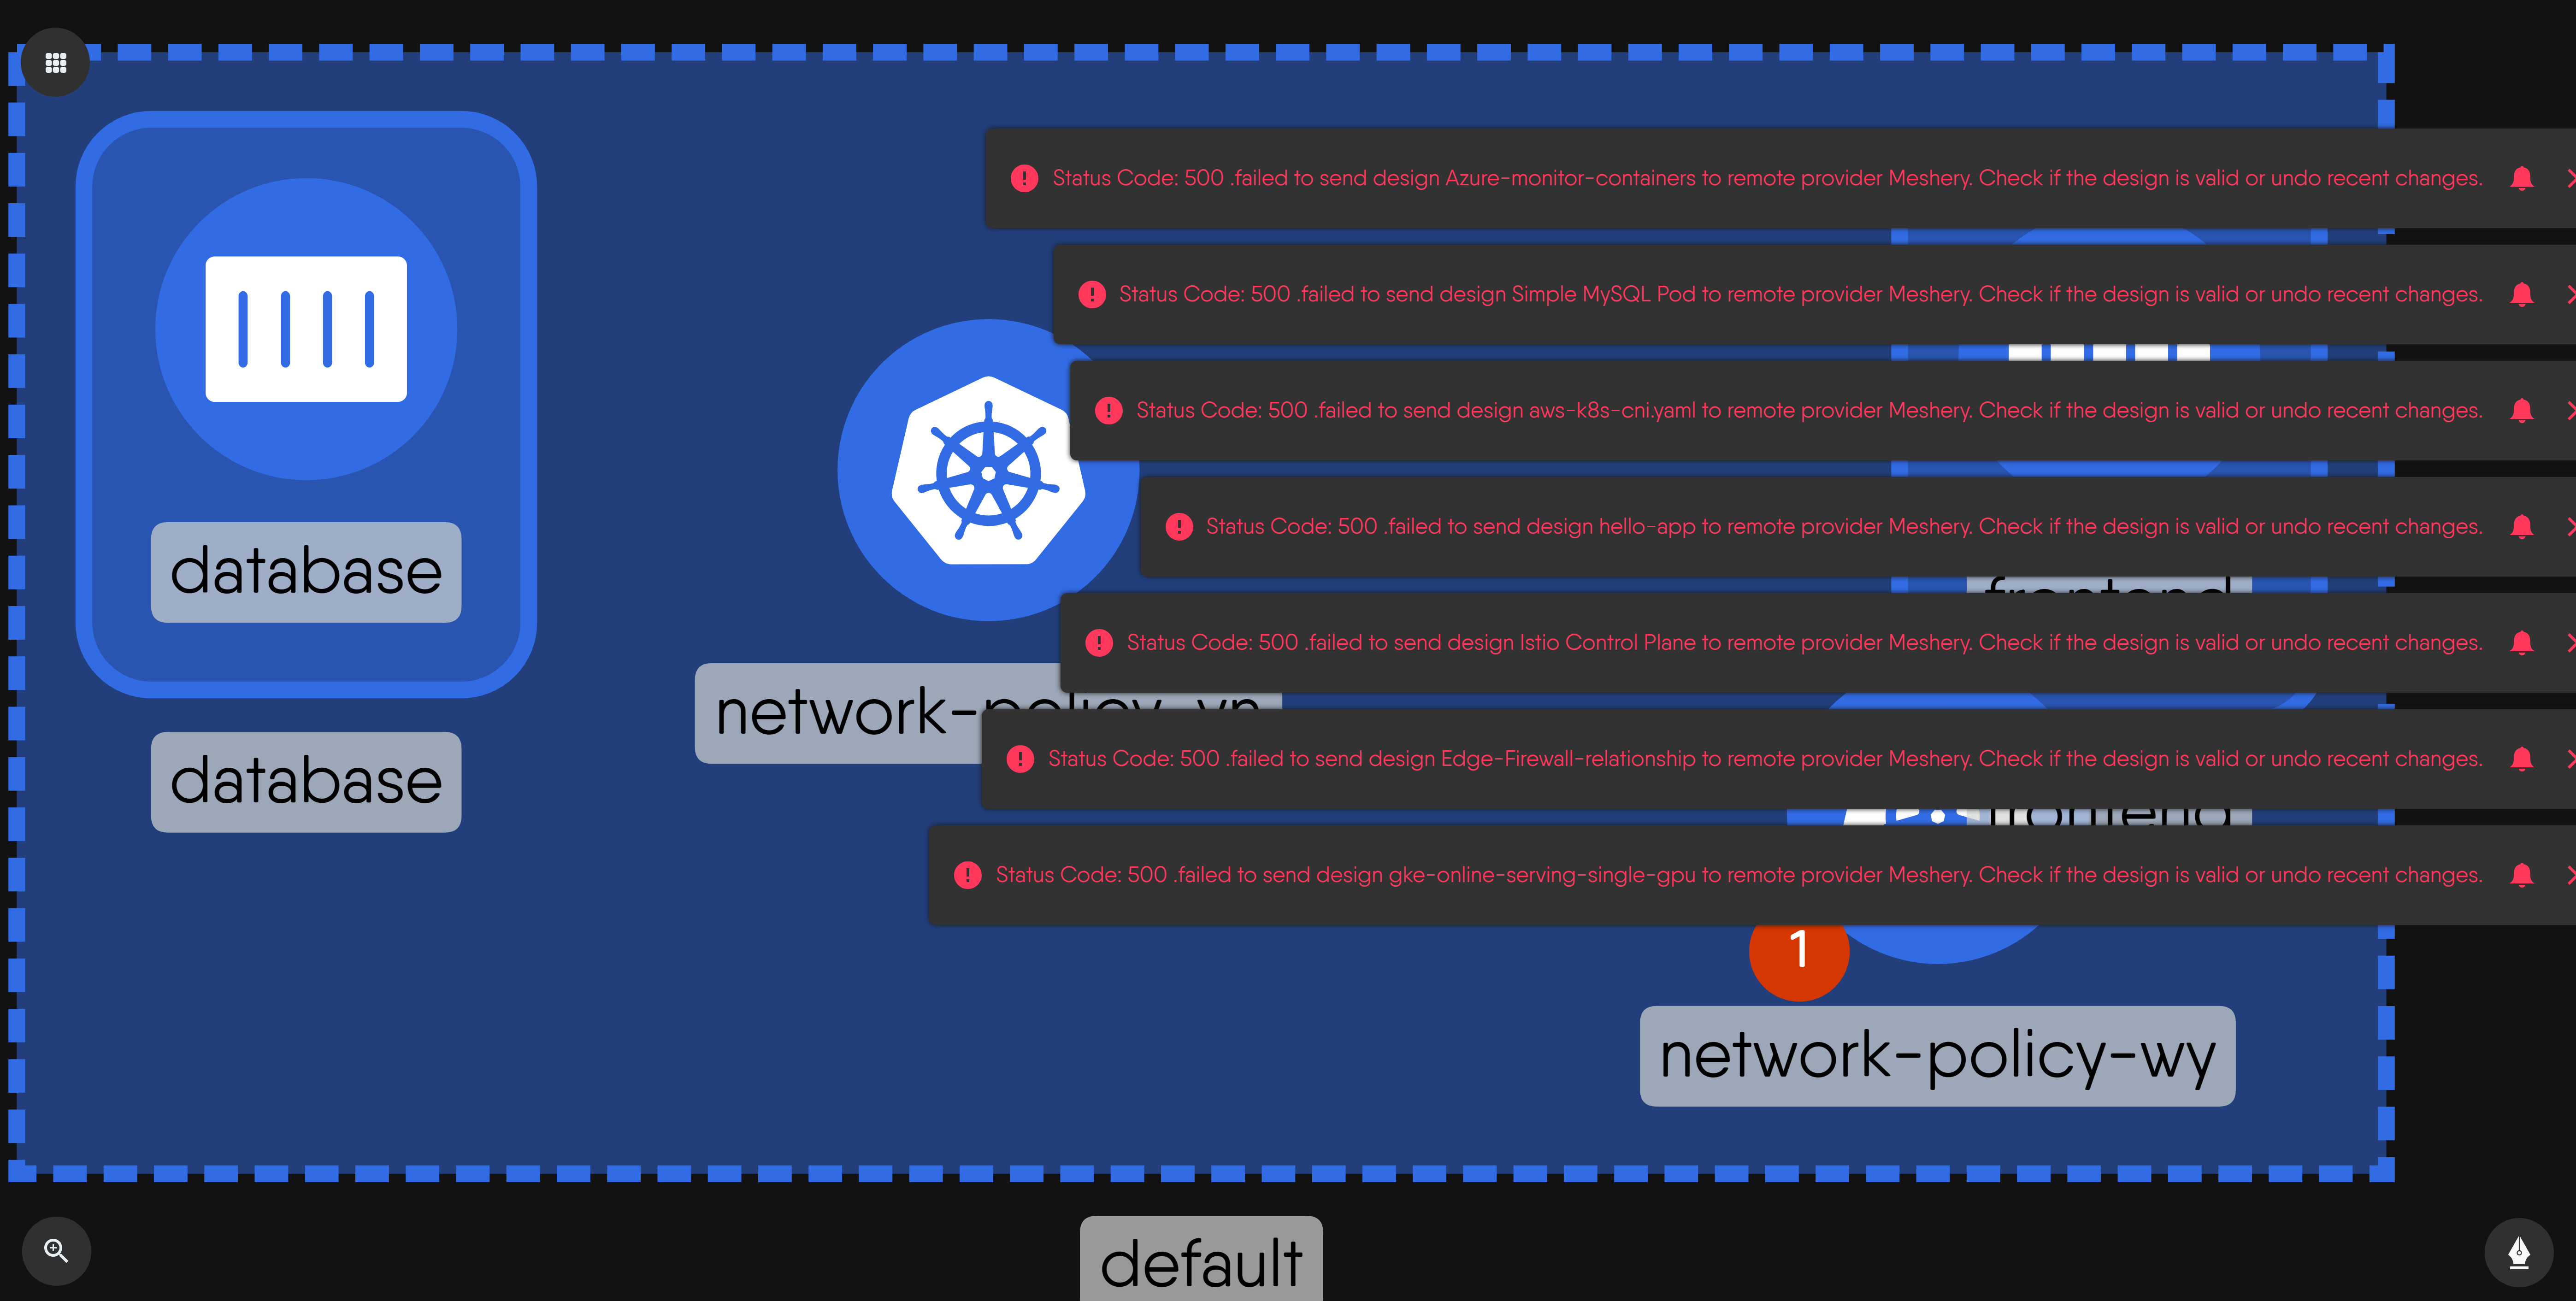 Status Code: 500 .failed to send design Azure-monitor-containers to remote provider Meshery. Check if the design is valid or undo recent changes.
Status Code: 500 .failed to send design Simple MySQL Pod to remote provider Meshery. Check if the design is valid or undo recent changes.
Status Code: 500 .failed to send design aws-k8s-cni.yaml to remote provider Meshery. Check if the design is valid or undo recent changes.
Status Code: 500 .failed to send design hello-app to remote provider Meshery. Check if the design is valid or undo recent changes.
database
frontend
Status Code: 500 .failed to send design Istio Control Plane to remote provider Meshery. Check if the design is valid or undo recent changes.
network-policy-vn
Status Code: 500 .failed to send design Edge-Firewall-relationship to remote provider Meshery. Check if the design is valid or undo recent changes.
database
frontend
Status Code: 500 .failed to send design gke-online-serving-single-gpu to remote provider Meshery. Check if the design is valid or undo recent changes.
1
network-policy-wy
default